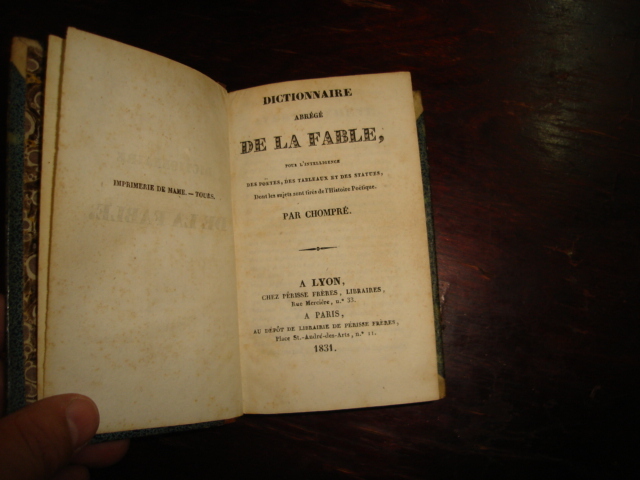 IMPRIMERIE DE MAME. — TOURS.
DICTIONNAIRE
ABRÉGÉ
DE LA FABLE,
POUR L'INTELLIGENCE
DES POETES, DES TABLEAUX ET DES STATUES,
Dont les sujets sont tirés de l'Histoire Poétique.
PAR CHOMPRÉ.
A LYON,
CHEZ PÉRISSE FRÈRES, LIBRAIRES,
Rue Mercière, n.º 33.
A PARIS,
AU DÉPÔT DE LIBRAIRIE DE PÉRISSE FRÈRES,
Place St.-André-des-Arts, n.º 11.
1831.